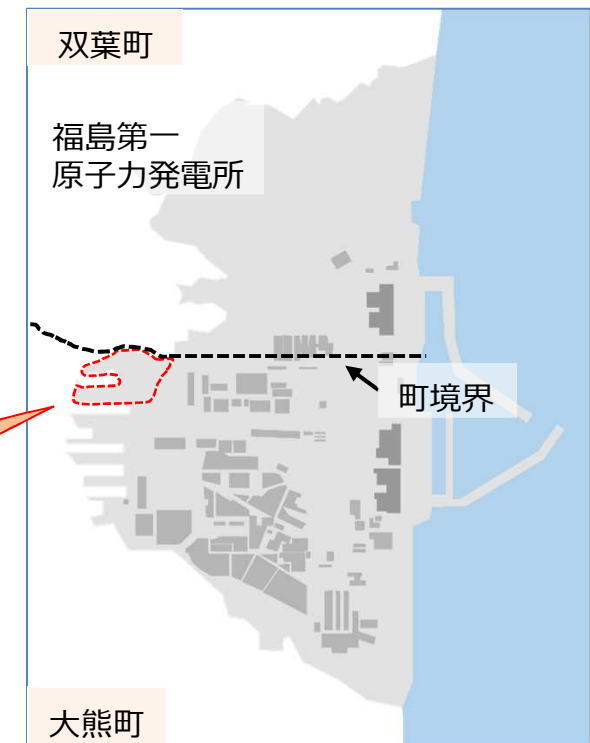 双葉町
福島第一
原子力発電所
町境界
大熊町